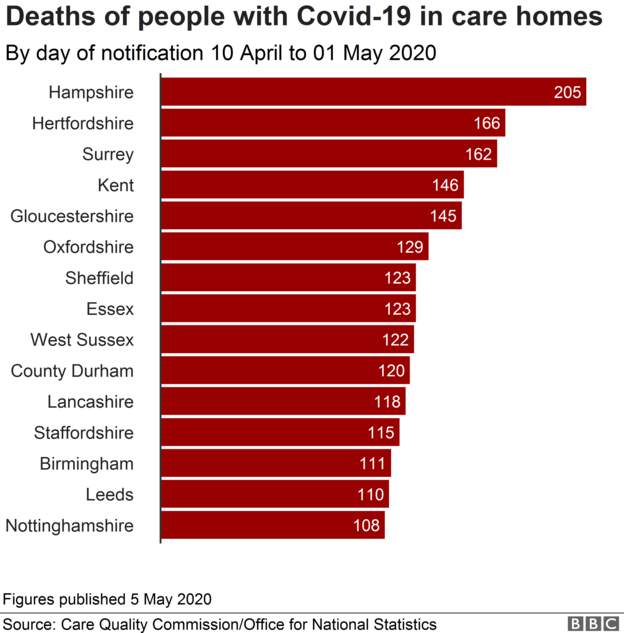 Deaths of people with Covid-19 in care homes
By day of notification 10 April to 01 May 2020
Hampshire 205
Hertfordshire 166
Surrey 162
Kent 146
Gloucestershire 145
Oxfordshire 129
Sheffield 123
Essex 123
West Sussex 122
County Durham 120
Lancashire 118
Staffordshire 115
Birmingham 111
Leeds 110
Nottinghamshire 108
Figures published 5 May 2020
Source: Care Quality Commission/Office for National Statistics BBC